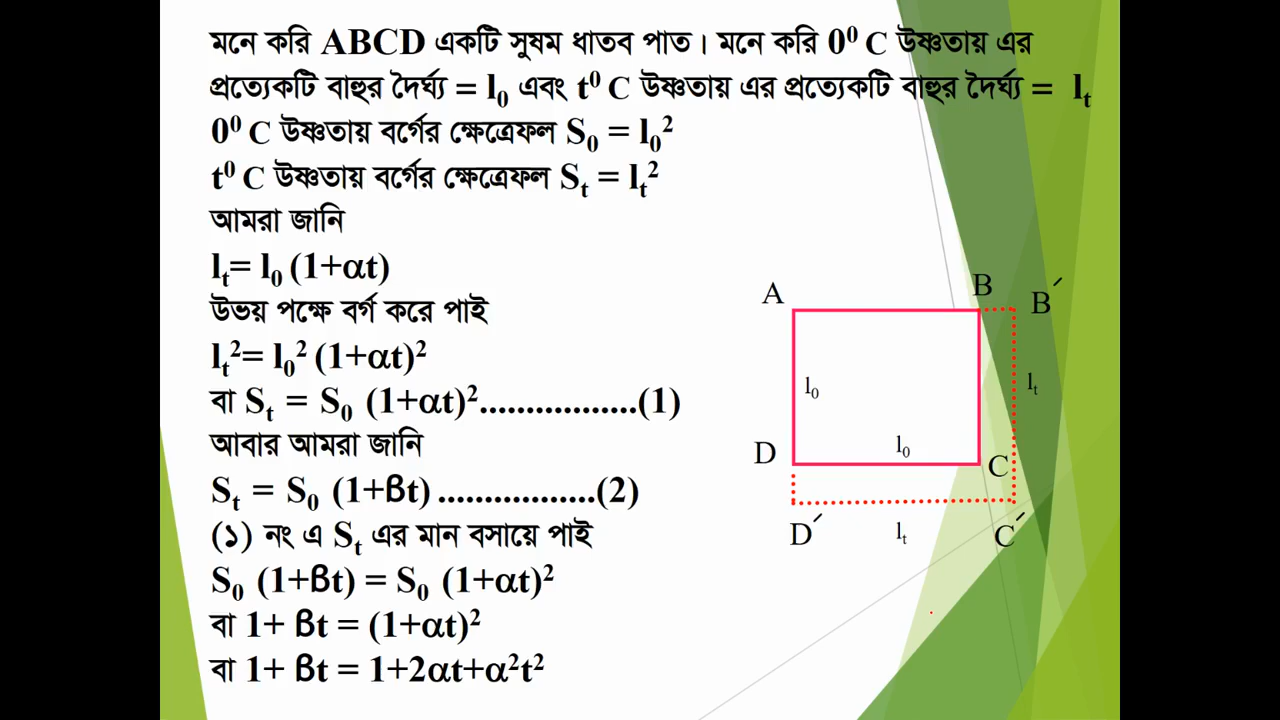 মনে করি ABCD একটি সুষম ধাতব পাত। মনে করি 0⁰ C উষ্ণতায় এর
প্রত্যেকটি বাহুর দৈর্ঘ্য = l₀ এবং t⁰ C উষ্ণতায় এর প্রত্যেকটি বাহুর দৈর্ঘ্য = lₜ
0⁰ C উষ্ণতায় বর্গের ক্ষেত্রেফল S₀ = l₀²
t⁰ C উষ্ণতায় বর্গের ক্ষেত্রেফল Sₜ = lₜ²
আমরা জানি
lₜ= l₀ (1+αt)
উভয় পক্ষে বর্গ করে পাই
lₜ²= l₀² (1+αt)²
বা Sₜ = S₀ (1+αt)².................(1)
আবার আমরা জানি
Sₜ = S₀ (1+βt) .................(2)
(১) নং এ Sₜ এর মান বসায়ে পাই
S₀ (1+βt) = S₀ (1+αt)²
বা 1+ βt = (1+αt)²
বা 1+ βt = 1+2αt+α²t²
A
B
B´
l₀
lₜ
D
l₀
C
D´
lₜ
C´